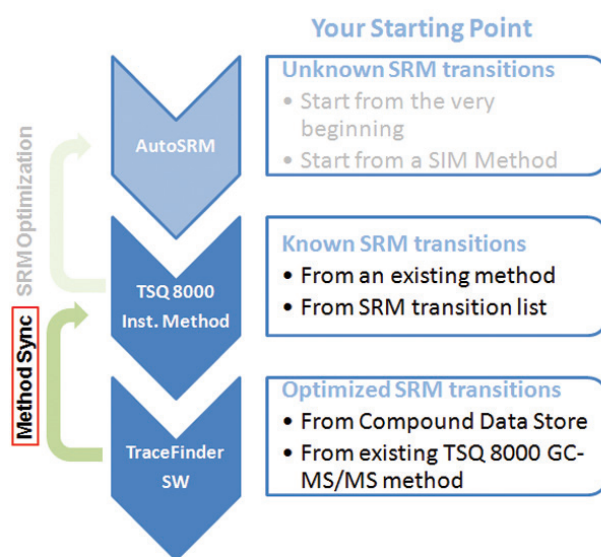 Your Starting Point
AutoSRM
Unknown SRM transitions
• Start from the very
beginning
• Start from a SIM Method
SRM Optimization
TSQ 8000
Inst. Method
Known SRM transitions
• From an existing method
• From SRM transition list
Method Sync
TraceFinder
SW
Optimized SRM transitions
• From Compound Data Store
• From existing TSQ 8000 GC-
MS/MS method